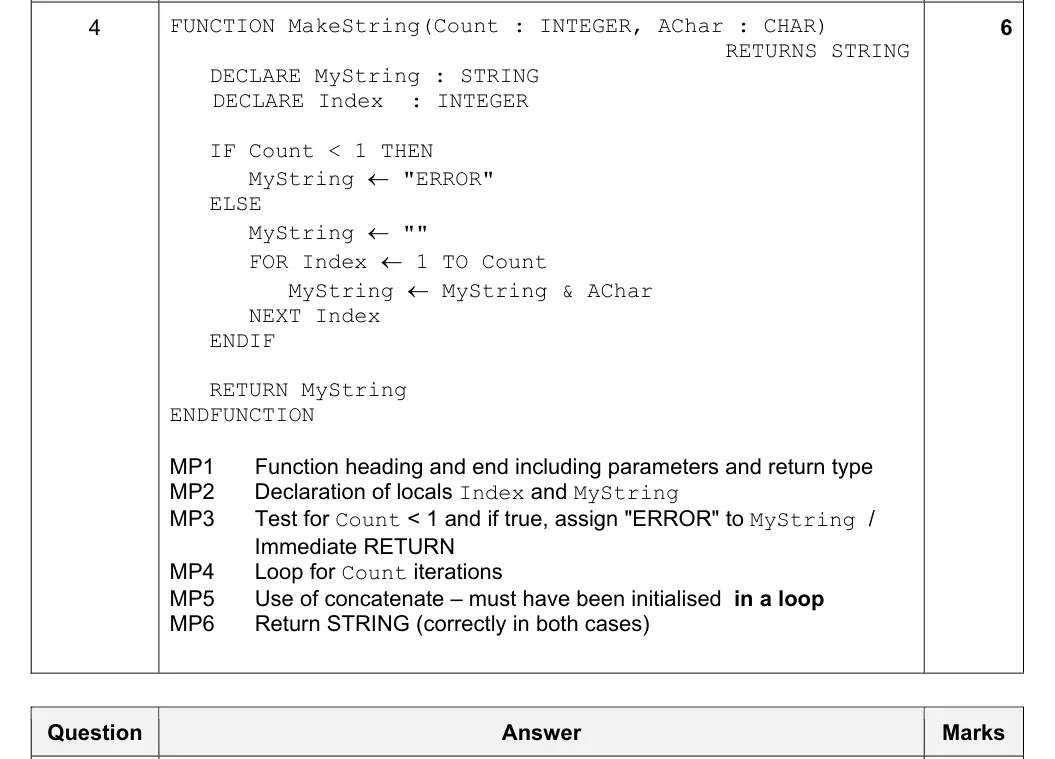 4
FUNCTION MakeString(Count : INTEGER, AChar : CHAR)
RETURNS STRING
DECLARE MyString : STRING
DECLARE Index  : INTEGER
IF Count < 1 THEN
MyString ← "ERROR"
ELSE
MyString ← ""
FOR Index ← 1 TO Count
MyString ← MyString & AChar
NEXT Index
ENDIF
RETURN MyString
ENDFUNCTION
6
MP1 Function heading and end including parameters and return type
MP2 Declaration of locals Index and MyString
MP3 Test for Count < 1 and if true, assign "ERROR" to MyString /
Immediate RETURN
MP4 Loop for Count iterations
MP5 Use of concatenate – must have been initialised in a loop
MP6 Return STRING (correctly in both cases)
Question Answer Marks